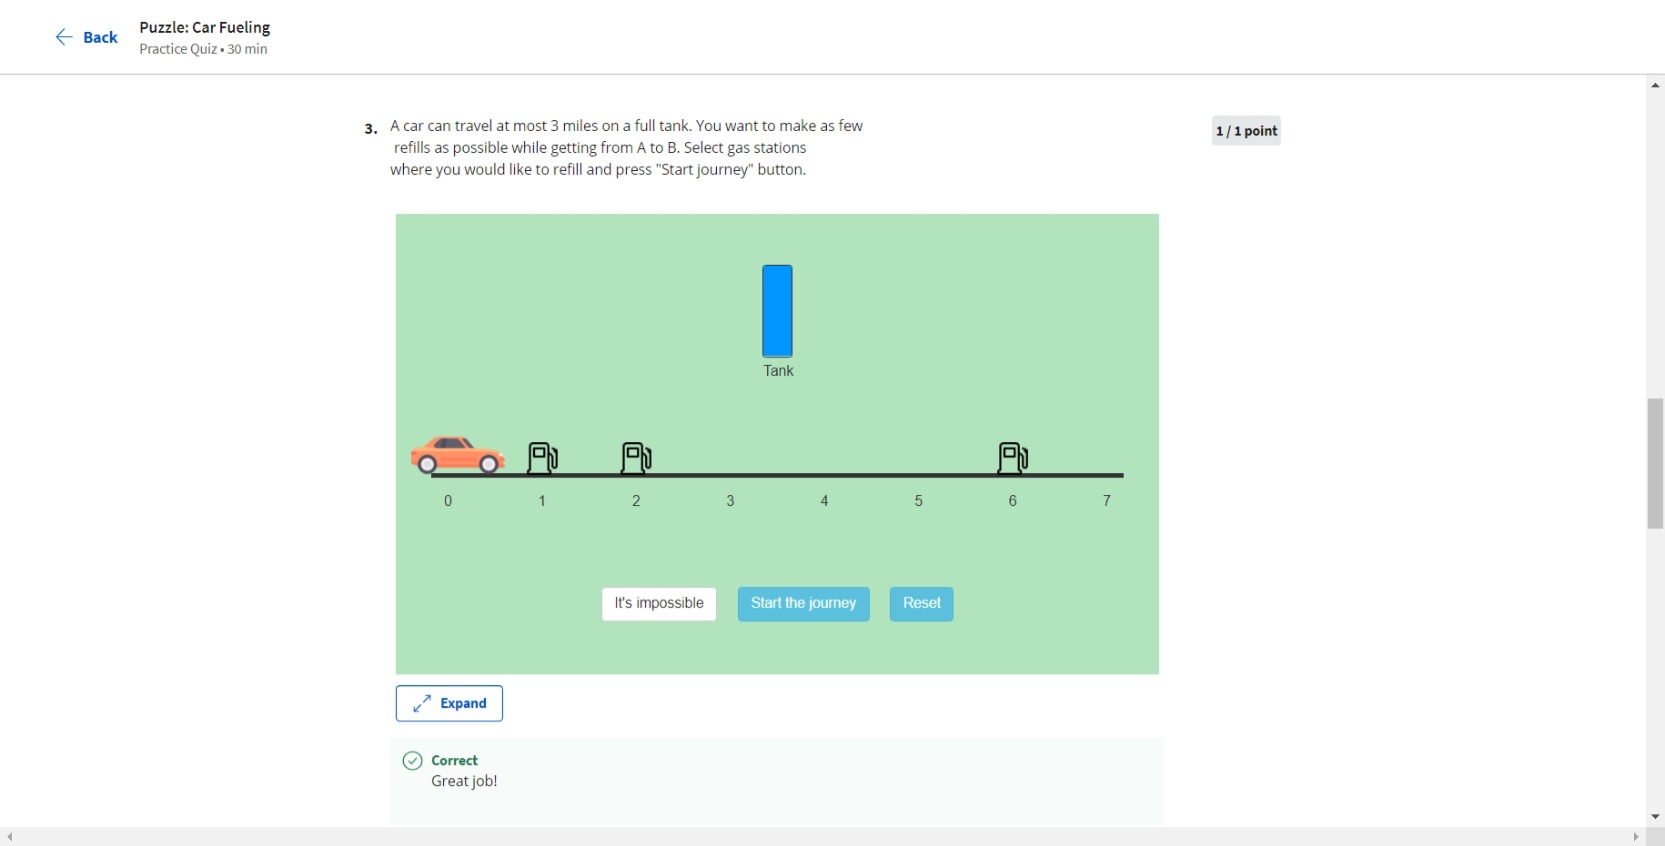 Back
Puzzle: Car Fueling
Practice Quiz • 30 min
3. A car can travel at most 3 miles on a full tank. You want to make as few
refills as possible while getting from A to B. Select gas stations
where you would like to refill and press "Start journey" button.
1 / 1 point
Tank
0 1 2 3 4 5 6 7
It's impossible Start the journey Reset
Expand
Correct
Great job!